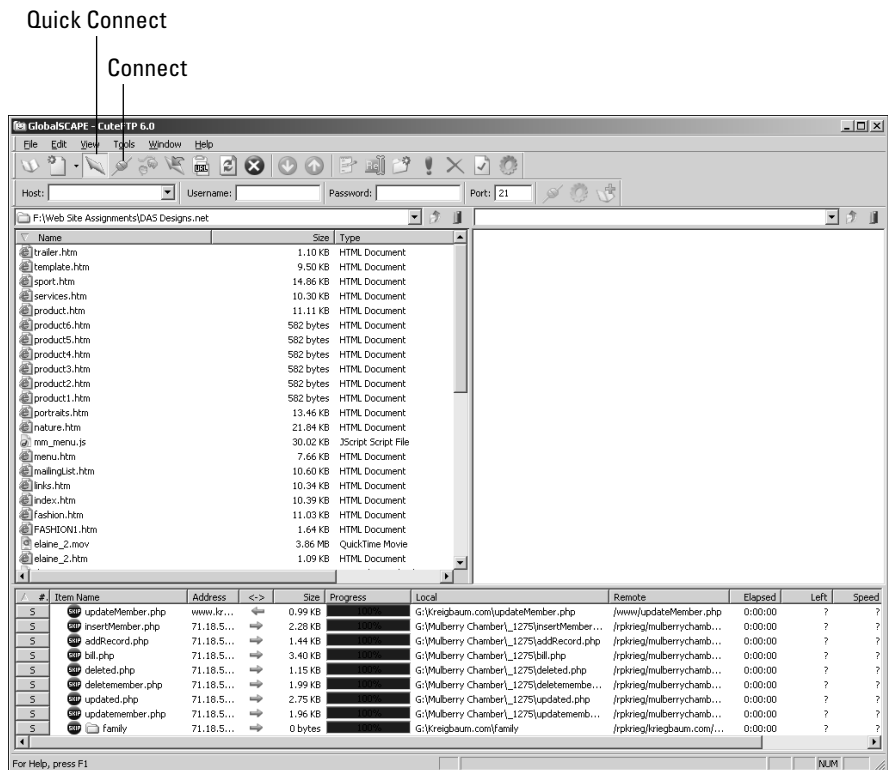 Quick Connect
Connect
GlobalSCAPE - CuteFTP 6.0
File Edit View Tools Window Help
URL
Host: Username: Password: Port: 21
F:\Web Site Assignments\DAS Designs.net
Name Size Type
trailer.htm 1.10 KB HTML Document
template.htm 9.50 KB HTML Document
sport.htm 14.86 KB HTML Document
services.htm 10.30 KB HTML Document
product.htm 11.11 KB HTML Document
product6.htm 582 bytes HTML Document
product5.htm 582 bytes HTML Document
product4.htm 582 bytes HTML Document
product3.htm 582 bytes HTML Document
product2.htm 582 bytes HTML Document
product1.htm 582 bytes HTML Document
portraits.htm 13.46 KB HTML Document
nature.htm 21.84 KB HTML Document
mm_menu.js 30.02 KB JScript Script File
menu.htm 7.66 KB HTML Document
mailingList.htm 10.60 KB HTML Document
links.htm 10.34 KB HTML Document
index.htm 10.39 KB HTML Document
fashion.htm 11.03 KB HTML Document
FASHION1.htm 1.64 KB HTML Document
elaine_2.mov 3.86 MB QuickTime Movie
elaine_2.htm 1.09 KB HTML Document
#. Item Name Address <-> Size Progress Local Remote Elapsed Left Speed
S SKIP updateMember.php www.kr... 0.99 KB 100% G:\Kreigbaum.com\updateMember.php /www/updateMember.php 0:00:00 ? ?
S SKIP insertMember.php 71.18.5... 2.28 KB 100% G:\Mulberry Chamber\_1275\insertMember... /rpkrieg/mulberrychamb... 0:00:00 ? ?
S SKIP addRecord.php 71.18.5... 1.44 KB 100% G:\Mulberry Chamber\_1275\addRecord.php /rpkrieg/mulberrychamb... 0:00:00 ? ?
S SKIP bill.php 71.18.5... 3.40 KB 100% G:\Mulberry Chamber\_1275\bill.php /rpkrieg/mulberrychamb... 0:00:00 ? ?
S SKIP deleted.php 71.18.5... 1.15 KB 100% G:\Mulberry Chamber\_1275\deleted.php /rpkrieg/mulberrychamb... 0:00:00 ? ?
S SKIP deletemember.php 71.18.5... 1.99 KB 100% G:\Mulberry Chamber\_1275\deletemembe... /rpkrieg/mulberrychamb... 0:00:00 ? ?
S SKIP updated.php 71.18.5... 2.75 KB 100% G:\Mulberry Chamber\_1275\updated.php /rpkrieg/mulberrychamb... 0:00:00 ? ?
S SKIP updatemember.php 71.18.5... 1.96 KB 100% G:\Mulberry Chamber\_1275\updatememb... /rpkrieg/mulberrychamb... 0:00:00 ? ?
S SKIP family 71.18.5... 0 bytes 100% G:\Kreigbaum.com\family /rpkrieg/kriegbaum.com/... 0:00:00 ? ?
For Help, press F1 NUM